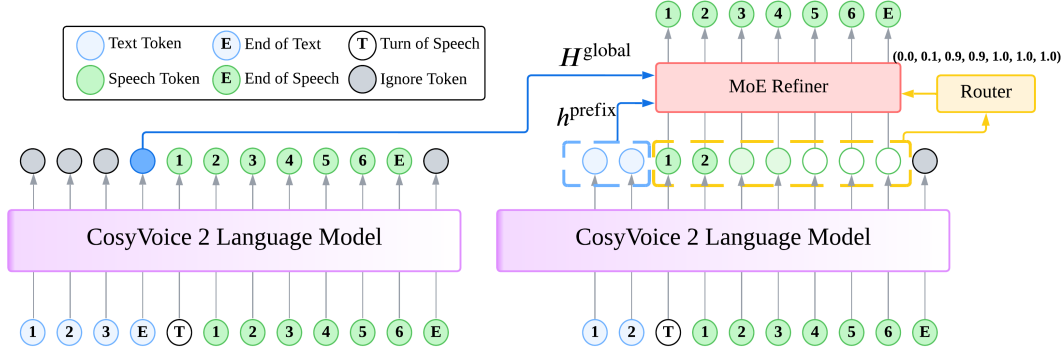 1 2 3 4 5 6 E
Text Token E End of Text T Turn of Speech
Speech Token E End of Speech Ignore Token
H^global
h^prefix
MoE Refiner
(0.0, 0.1, 0.9, 0.9, 1.0, 1.0, 1.0)
Router
1 2 3 4 5 6 E
1 2
CosyVoice 2 Language Model
CosyVoice 2 Language Model
1 2 3 E T 1 2 3 4 5 6 E
1 2 T 1 2 3 4 5 6 E